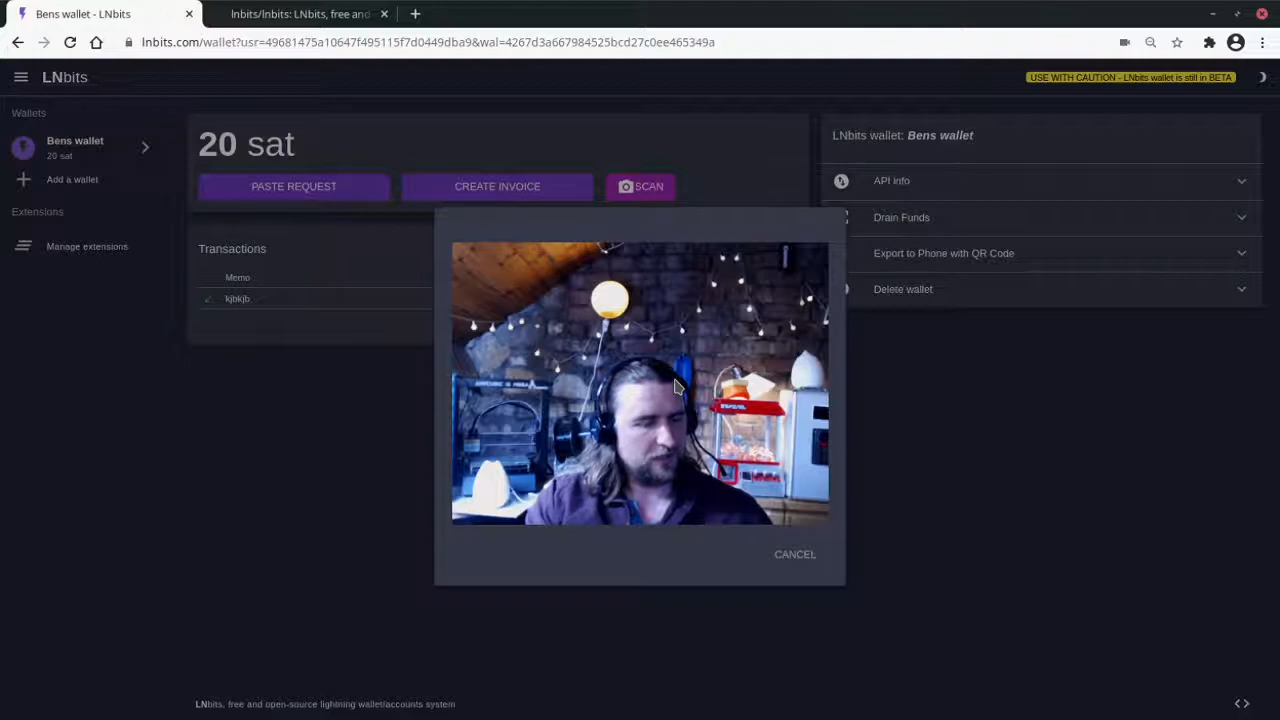 Bens wallet - LNbits
lnbits/lnbits: LNbits, free and
lnbits.com/wallet?usr=49681475a10647f495115f7d0449dba9&wal=4267d3a667984525bcd27c0ee465349a
LNbits
USE WITH CAUTION - LNbits wallet is still in BETA
Wallets
Bens wallet
20 sat
Add a wallet
Extensions
Manage extensions
20 sat
PASTE REQUEST
CREATE INVOICE
SCAN
Transactions
Memo
kjbkjb
CANCEL
LNbits wallet: Bens wallet
API info
Drain Funds
Export to Phone with QR Code
Delete wallet
LNbits, free and open-source lightning wallet/accounts system